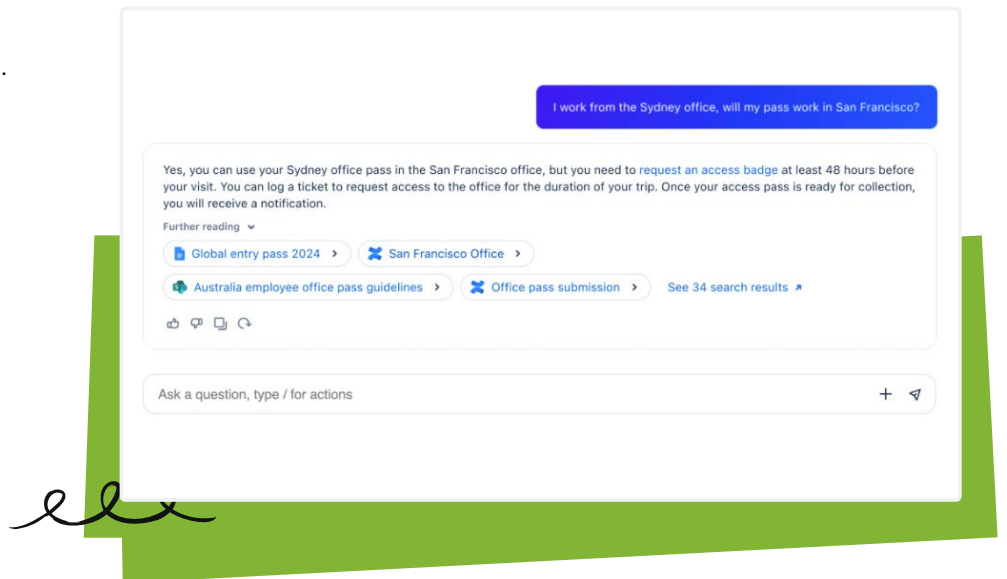 .
I work from the Sydney office, will my pass work in San Francisco?
Yes, you can use your Sydney office pass in the San Francisco office, but you need to request an access badge at least 48 hours before
your visit. You can log a ticket to request access to the office for the duration of your trip. Once your access pass is ready for collection,
you will receive a notification.
Further reading
Global entry pass 2024 San Francisco Office
Australia employee office pass guidelines Office pass submission See 34 search results
Ask a question, type / for actions